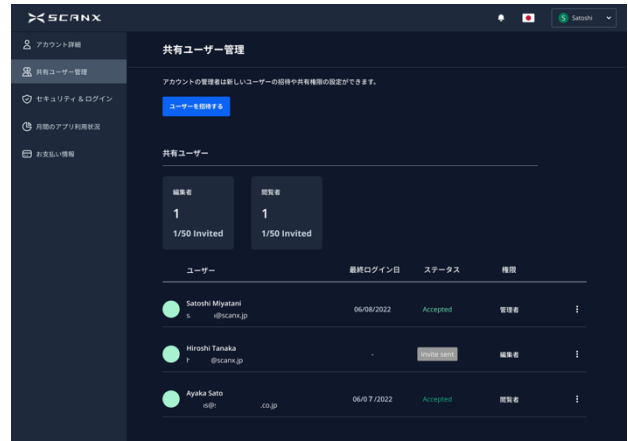 SCANX
S Satoshi
アカウント詳細
共有ユーザー管理
セキュリティ & ログイン
月間のアプリ利用状況
お支払い情報
共有ユーザー管理
アカウントの管理者は新しいユーザーの招待や共有権限の設定ができます。
ユーザーを招待する
共有ユーザー
編集者
1
1/50 Invited
閲覧者
1
1/50 Invited
ユーザー 最終ログイン日 ステータス 権限
Satoshi Miyatani
s i@scanx.jp
06/08/2022 Accepted 管理者
Hiroshi Tanaka
h @scanx.jp
- Invite sent 編集者
Ayaka Sato
is@ .co.jp
06/0７/2022 Accepted 閲覧者